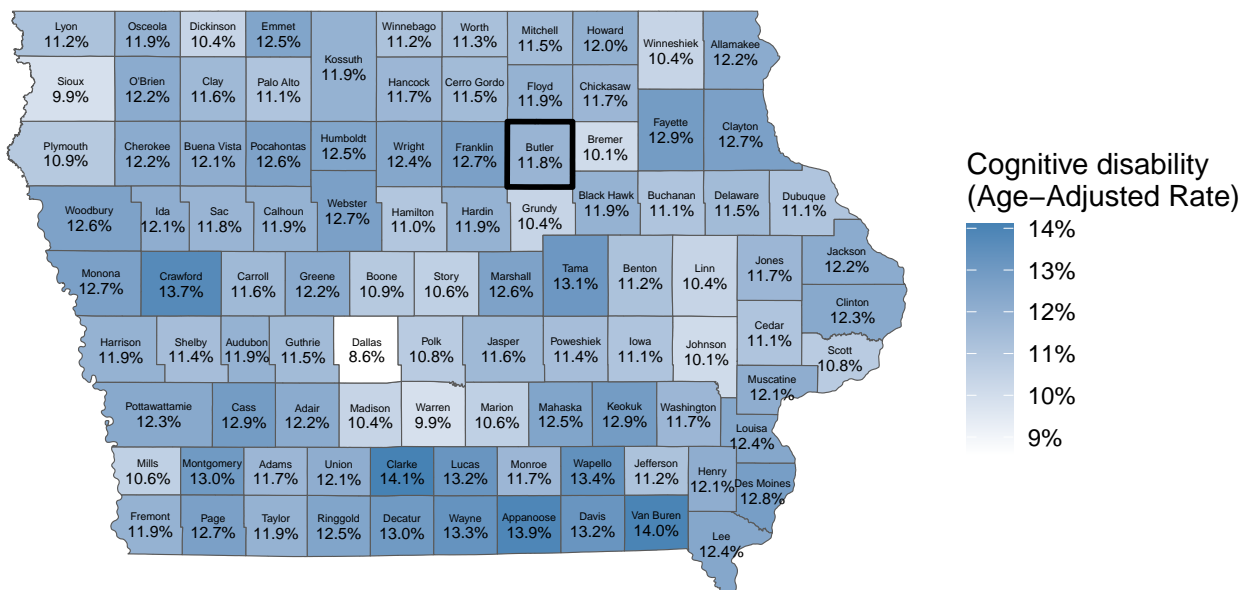 Lyon
11.2%
Osceola
11.9%
Dickinson
10.4%
Emmet
12.5%
Kossuth
11.9%
Winnebago
11.2%
Worth
11.3%
Mitchell
11.5%
Howard
12.0%
Winneshiek
10.4%
Allamakee
12.2%
Sioux
9.9%
O'Brien
12.2%
Clay
11.6%
Palo Alto
11.1%
Hancock
11.7%
Cerro Gordo
11.5%
Floyd
11.9%
Chickasaw
11.7%
Plymouth
10.9%
Cherokee
12.2%
Buena Vista
12.1%
Pocahontas
12.6%
Humboldt
12.5%
Wright
12.4%
Franklin
12.7%
Butler
11.8%
Bremer
10.1%
Fayette
12.9%
Clayton
12.7%
Woodbury
12.6%
Ida
12.1%
Sac
11.8%
Calhoun
11.9%
Webster
12.7%
Hamilton
11.0%
Hardin
11.9%
Grundy
10.4%
Black Hawk
11.9%
Buchanan
11.1%
Delaware
11.5%
Dubuque
11.1%
Monona
12.7%
Crawford
13.7%
Carroll
11.6%
Greene
12.2%
Boone
10.9%
Story
10.6%
Marshall
12.6%
Tama
13.1%
Benton
11.2%
Linn
10.4%
Jones
11.7%
Jackson
12.2%
Clinton
12.3%
Harrison
11.9%
Shelby
11.4%
Audubon
11.9%
Guthrie
11.5%
Dallas
8.6%
Polk
10.8%
Jasper
11.6%
Poweshiek
11.4%
Iowa
11.1%
Johnson
10.1%
Cedar
11.1%
Scott
10.8%
Muscatine
12.1%
Pottawattamie
12.3%
Cass
12.9%
Adair
12.2%
Madison
10.4%
Warren
9.9%
Marion
10.6%
Mahaska
12.5%
Keokuk
12.9%
Washington
11.7%
Louisa
12.4%
Mills
10.6%
Montgomery
13.0%
Adams
11.7%
Union
12.1%
Clarke
14.1%
Lucas
13.2%
Monroe
11.7%
Wapello
13.4%
Jefferson
11.2%
Henry
12.1%
Des Moines
12.8%
Fremont
11.9%
Page
12.7%
Taylor
11.9%
Ringgold
12.5%
Decatur
13.0%
Wayne
13.3%
Appanoose
13.9%
Davis
13.2%
Van Buren
14.0%
Lee
12.4%
Cognitive disability
(Age−Adjusted Rate)
14%
13%
12%
11%
10%
9%